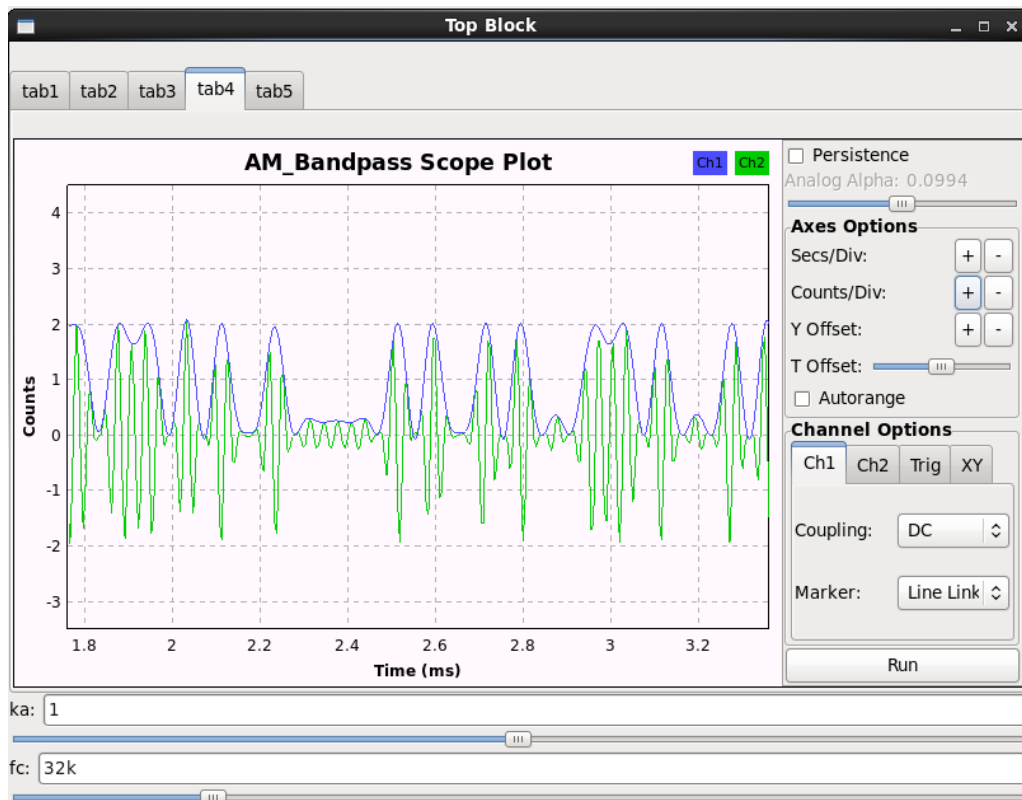 Top Block
tab1 tab2 tab3 tab4 tab5
AM_Bandpass Scope Plot
Ch1 Ch2
4
3
2
1
0
-1
-2
-3
Counts
1.8 2 2.2 2.4 2.6 2.8 3 3.2
Time (ms)
Persistence
Analog Alpha: 0.0994
Axes Options
Secs/Div: + -
Counts/Div: + -
Y Offset: + -
T Offset:
Autorange
Channel Options
Ch1 Ch2 Trig XY
Coupling: DC
Marker: Line Link
Run
ka: 1
fc: 32k